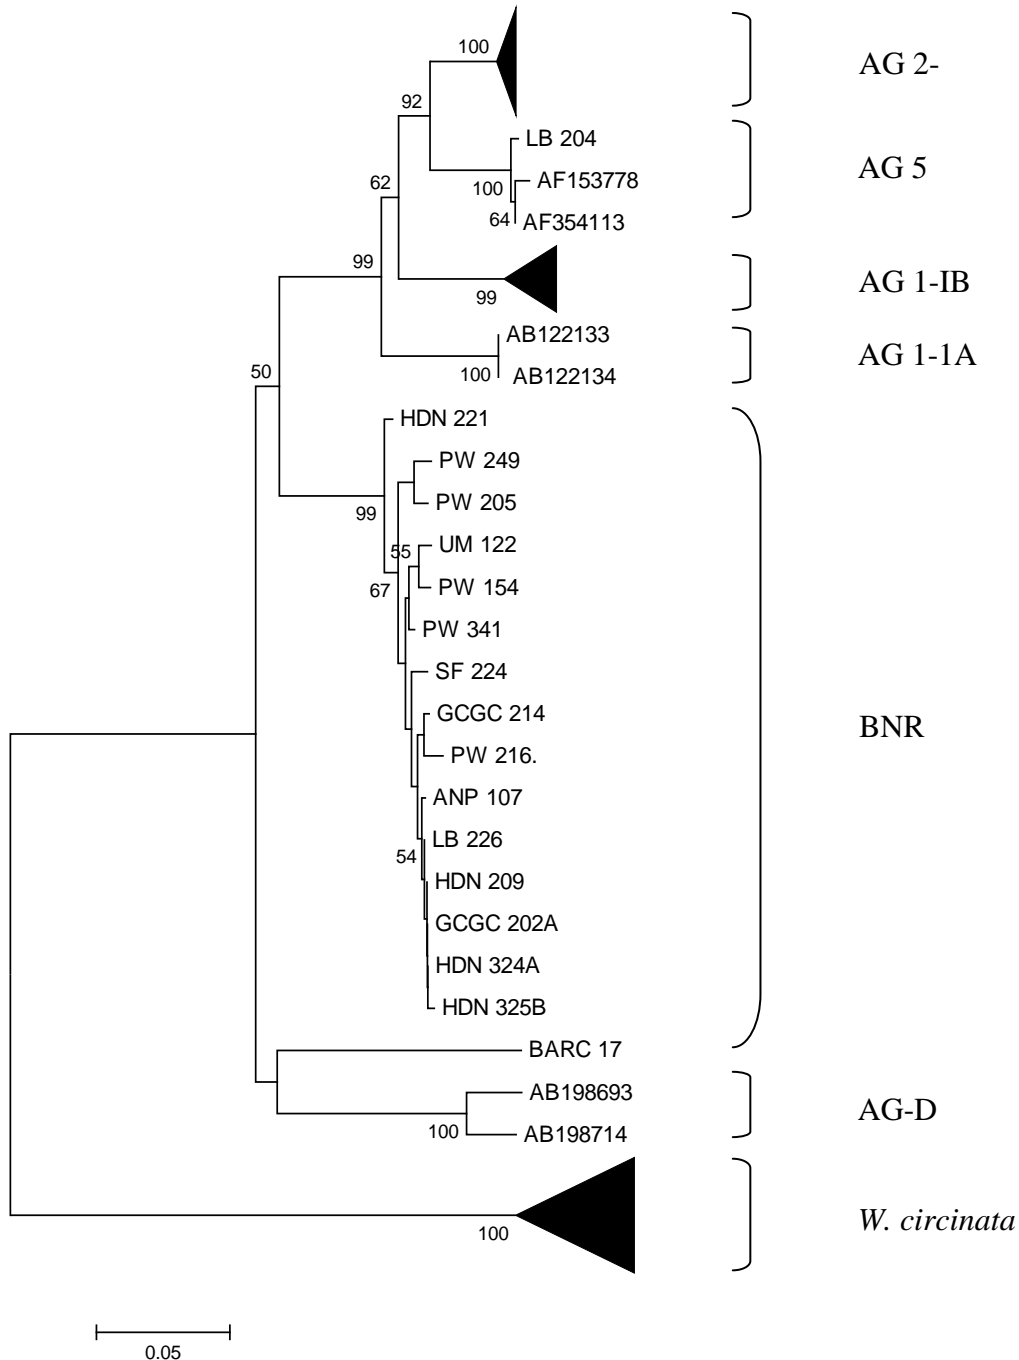 100
AG 2-
92
LB 204
AF153778
AG 5
62
100
64
AF354113
99
AG 1-IB
99
AB122133
AG 1-1A
50
100
AB122134
HDN 221
PW 249
PW 205
99
UM 122
55
PW 154
67
PW 341
SF 224
GCGC 214
BNR
PW 216.
ANP 107
LB 226
54
HDN 209
GCGC 202A
HDN 324A
HDN 325B
BARC 17
AB198693
AG-D
100
AB198714
W. circinata
100
0.05